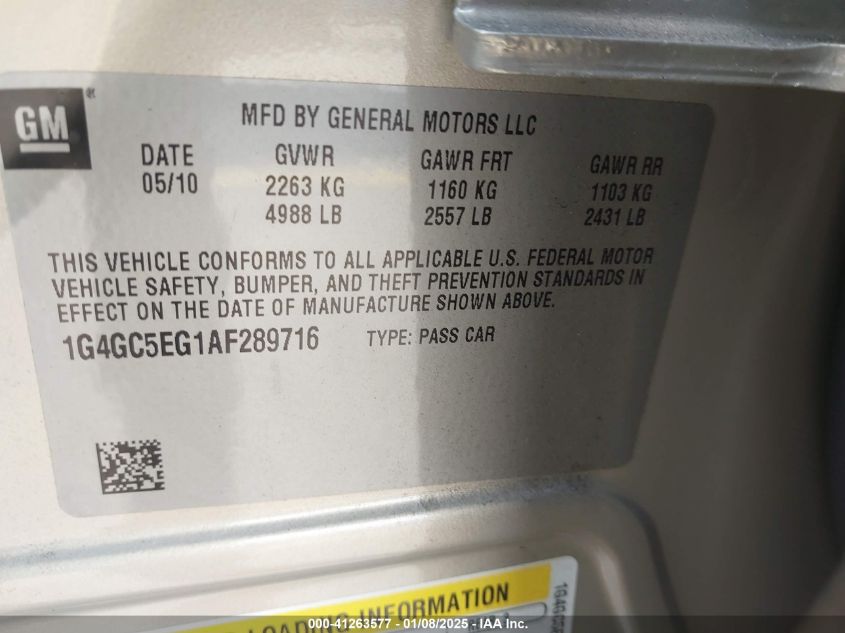 GM
MFD BY GENERAL MOTORS LLC
DATE GVWR GAWR FRT GAWR RR
05/10 2263 KG 1160 KG 1103 KG
4988 LB 2557 LB 2431 LB
THIS VEHICLE CONFORMS TO ALL APPLICABLE U.S. FEDERAL MOTOR
VEHICLE SAFETY, BUMPER, AND THEFT PREVENTION STANDARDS IN
EFFECT ON THE DATE OF MANUFACTURE SHOWN ABOVE.
1G4GC5EG1AF289716 TYPE: PASS CAR
LOADING INFORMATION
000-41263577 - 01/08/2025 - IAA Inc.